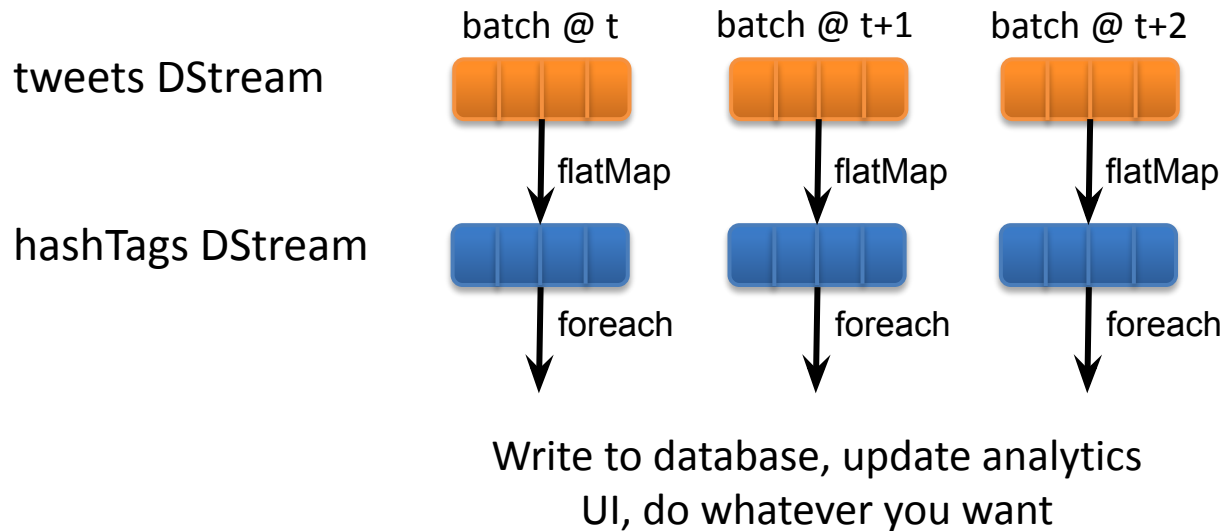 batch @ t
batch @ t+1
batch @ t+2
tweets DStream
flatMap
flatMap
flatMap
hashTags DStream
foreach
foreach
foreach
Write to database, update analytics
UI, do whatever you want